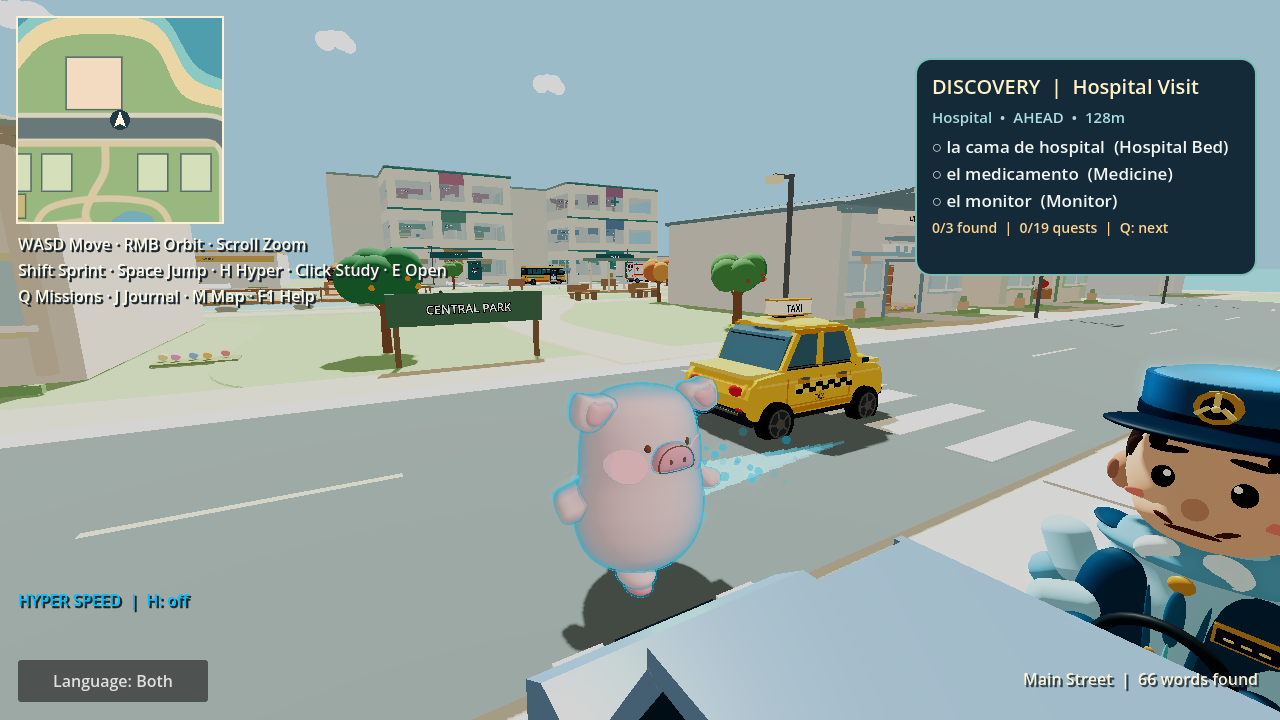 DISCOVERY | Hospital Visit
Hospital • AHEAD • 128m
○ la cama de hospital (Hospital Bed)
○ el medicamento (Medicine)
○ el monitor (Monitor)
0/3 found | 0/19 quests | Q: next
WASD Move · RMB Orbit · Scroll Zoom
Shift Sprint · Space Jump · H Hyper · Click Study · E Open
Q Missions · J Journal · M Map · F1 Help
CENTRAL PARK
TAXI
HYPER SPEED | H: off
Language: Both
Main Street | 66 words found